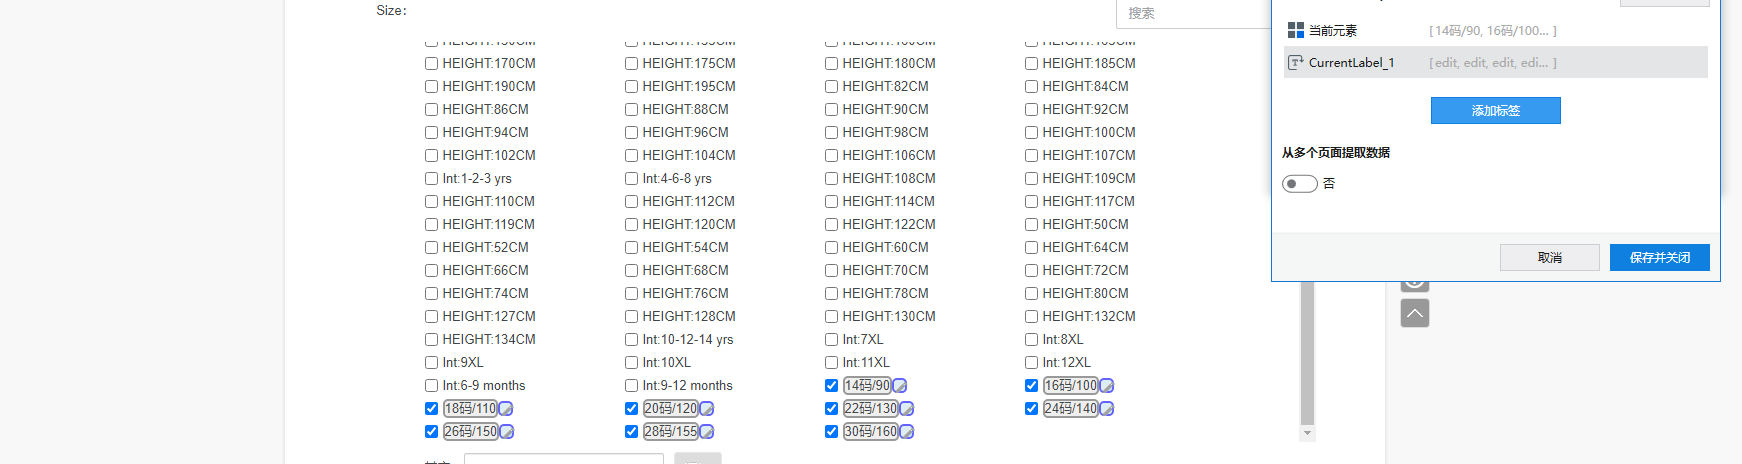 Size:
搜索
HEIGHT:150CM HEIGHT:155CM HEIGHT:160CM HEIGHT:165CM
HEIGHT:170CM HEIGHT:175CM HEIGHT:180CM HEIGHT:185CM
HEIGHT:190CM HEIGHT:195CM HEIGHT:82CM HEIGHT:84CM
HEIGHT:86CM HEIGHT:88CM HEIGHT:90CM HEIGHT:92CM
HEIGHT:94CM HEIGHT:96CM HEIGHT:98CM HEIGHT:100CM
HEIGHT:102CM HEIGHT:104CM HEIGHT:106CM HEIGHT:107CM
Int:1-2-3 yrs Int:4-6-8 yrs HEIGHT:108CM HEIGHT:109CM
HEIGHT:110CM HEIGHT:112CM HEIGHT:114CM HEIGHT:117CM
HEIGHT:119CM HEIGHT:120CM HEIGHT:122CM HEIGHT:50CM
HEIGHT:52CM HEIGHT:54CM HEIGHT:60CM HEIGHT:64CM
HEIGHT:66CM HEIGHT:68CM HEIGHT:70CM HEIGHT:72CM
HEIGHT:74CM HEIGHT:76CM HEIGHT:78CM HEIGHT:80CM
HEIGHT:127CM HEIGHT:128CM HEIGHT:130CM HEIGHT:132CM
HEIGHT:134CM Int:10-12-14 yrs Int:7XL Int:8XL
Int:9XL Int:10XL Int:11XL Int:12XL
Int:6-9 months Int:9-12 months 14码/90 16码/100
18码/110 20码/120 22码/130 24码/140
26码/150 28码/155 30码/160
当前元素 [14码/90, 16码/100... ]
CurrentLabel_1 [edit, edit, edit, edi... ]
添加标签
从多个页面提取数据
否
取消 保存并关闭